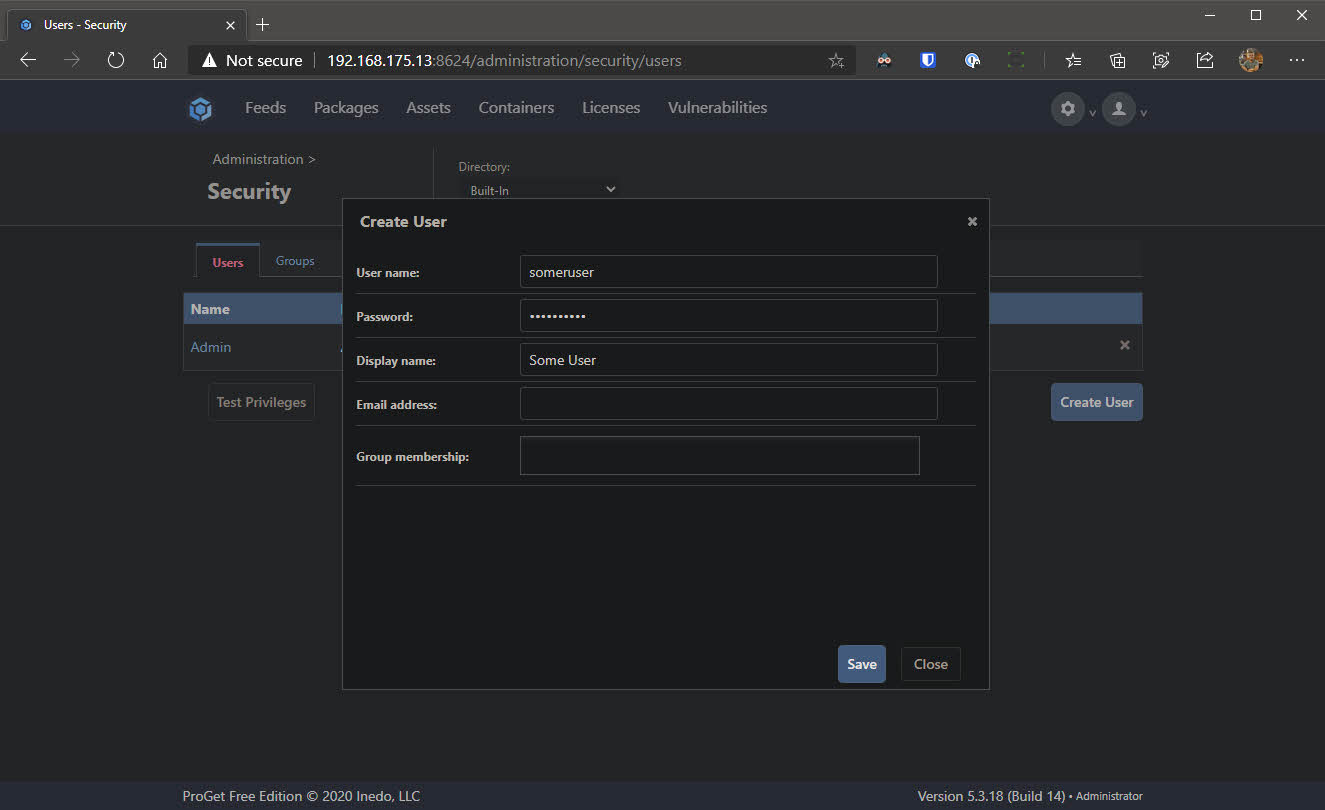 Users - Security
Not secure 192.168.175.13:8624/administration/security/users
Feeds Packages Assets Containers Licenses Vulnerabilities
Administration >
Security
Directory:
Built-In
Users Groups
Name
Admin
Test Privileges
Create User
Create User
User name: someruser
Password: ••••••••••
Display name: Some User
Email address:
Group membership:
Save Close
ProGet Free Edition © 2020 Inedo, LLC
Version 5.3.18 (Build 14) • Administrator